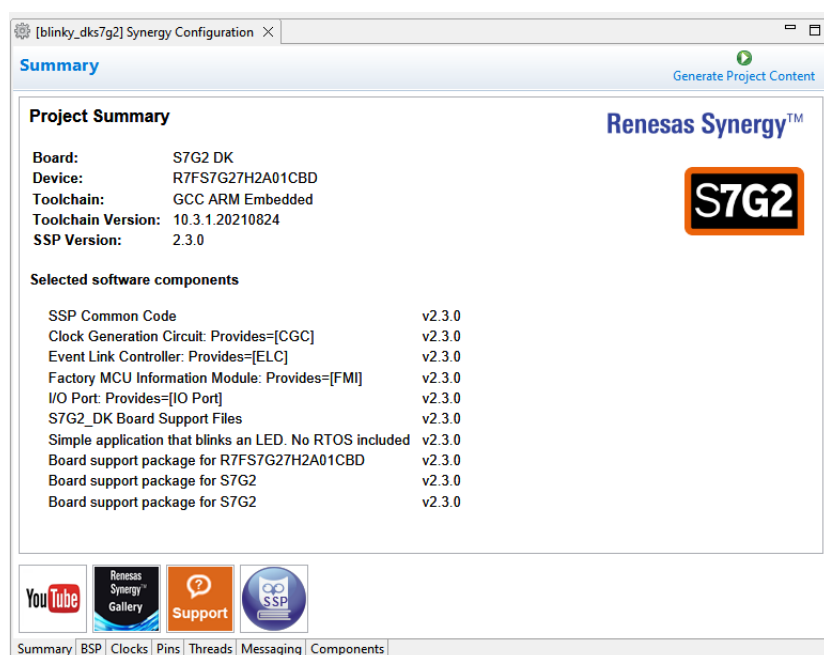 [blinky_dks7g2] Synergy Configuration
Summary
Generate Project Content
Project Summary
Renesas Synergy™
Board: S7G2 DK
Device: R7FS7G27H2A01CBD
Toolchain: GCC ARM Embedded
Toolchain Version: 10.3.1.20210824
SSP Version: 2.3.0
S7G2
Selected software components
SSP Common Code v2.3.0
Clock Generation Circuit: Provides=[CGC] v2.3.0
Event Link Controller: Provides=[ELC] v2.3.0
Factory MCU Information Module: Provides=[FMI] v2.3.0
I/O Port: Provides=[IO Port] v2.3.0
S7G2_DK Board Support Files v2.3.0
Simple application that blinks an LED. No RTOS included v2.3.0
Board support package for R7FS7G27H2A01CBD v2.3.0
Board support package for S7G2 v2.3.0
Board support package for S7G2 v2.3.0
YouTube
Renesas
Synergy™
Gallery
Support
SSP
Summary BSP Clocks Pins Threads Messaging Components